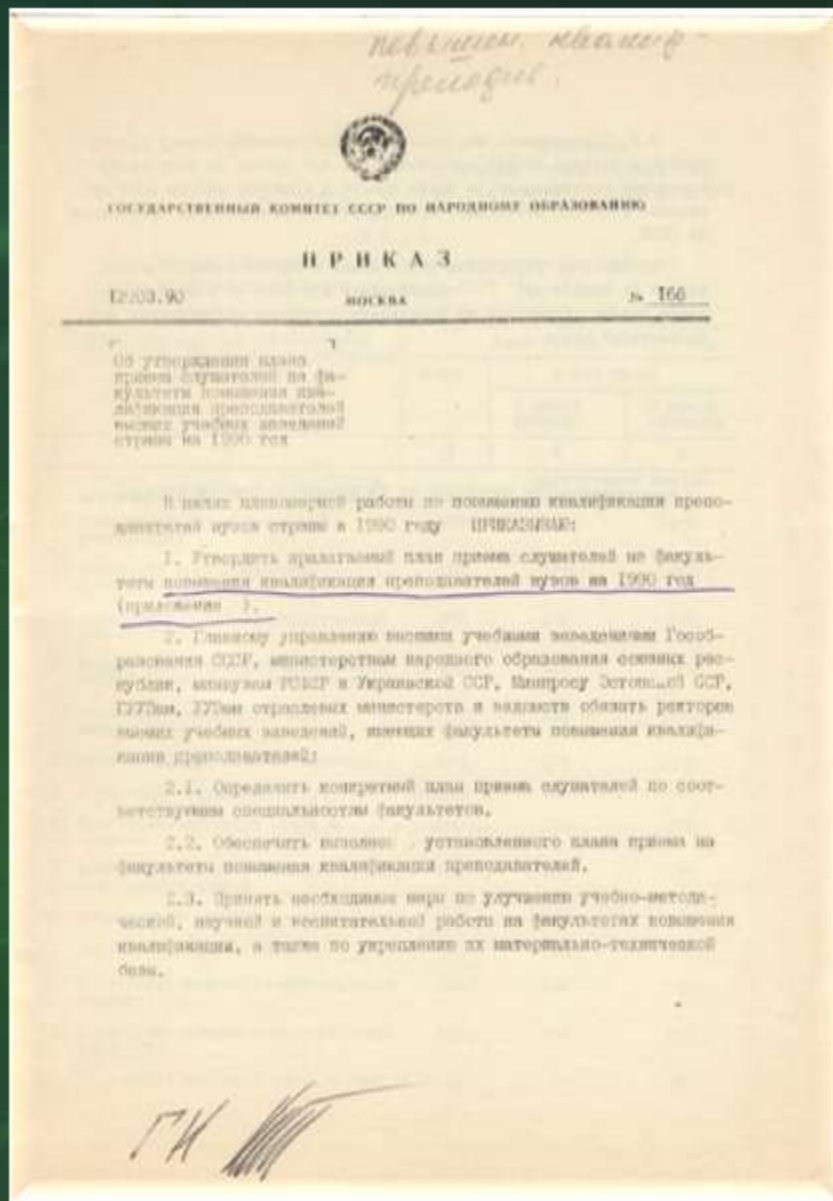 повышен. квалиф-
преподав.
ГОСУДАРСТВЕННЫЙ КОМИТЕТ СССР ПО НАРОДНОМУ ОБРАЗОВАНИЮ
ПРИКАЗ
12.03.90 МОСКВА № 166
Об утверждении плана
приема слушателей на фа-
культеты повышения ква-
лификации преподавателей
высших учебных заведений
страны на 1990 год
В целях планомерной работы по повышению квалификации препо-
давателей вузов страны в 1990 году ПРИКАЗЫВАЮ:
1. Утвердить прилагаемый план приема слушателей на факуль-
теты повышения квалификации преподавателей вузов на 1990 год
(приложение ).
2. Главному управлению высшими учебными заведениями Гособ-
разования СССР, министерствам народного образования союзных рес-
публик, минвузам РСФСР и Украинской ССР, Минпросу Эстонской ССР,
ГУУЗам, УУЗам отраслевых министерств и ведомств обязать ректоров
высших учебных заведений, имеющих факультеты повышения квалифи-
кации преподавателей:
2.1. Определить конкретный план приема слушателей по соот-
ветствующим специальностям факультетов.
2.2. Обеспечить выполнен установленного плана приема на
факультеты повышения квалификации преподавателей.
2.3. Принять необходимые меры по улучшению учебно-методи-
ческой, научной и воспитательной работы на факультетах повышения
квалификации, а также по укреплению их материально-технической
базы.